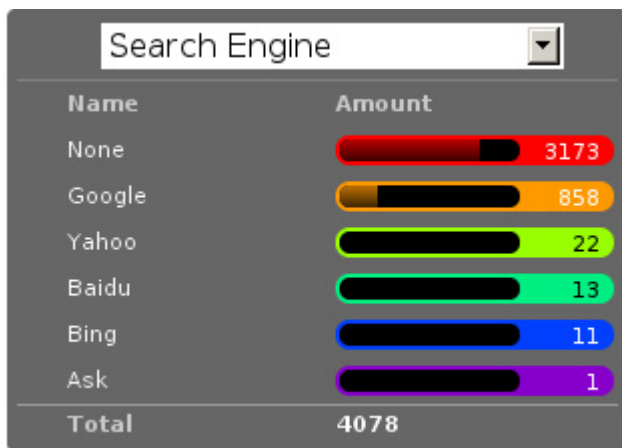 Search Engine
Name Amount
None 3173
Google 858
Yahoo 22
Baidu 13
Bing 11
Ask 1
Total 4078